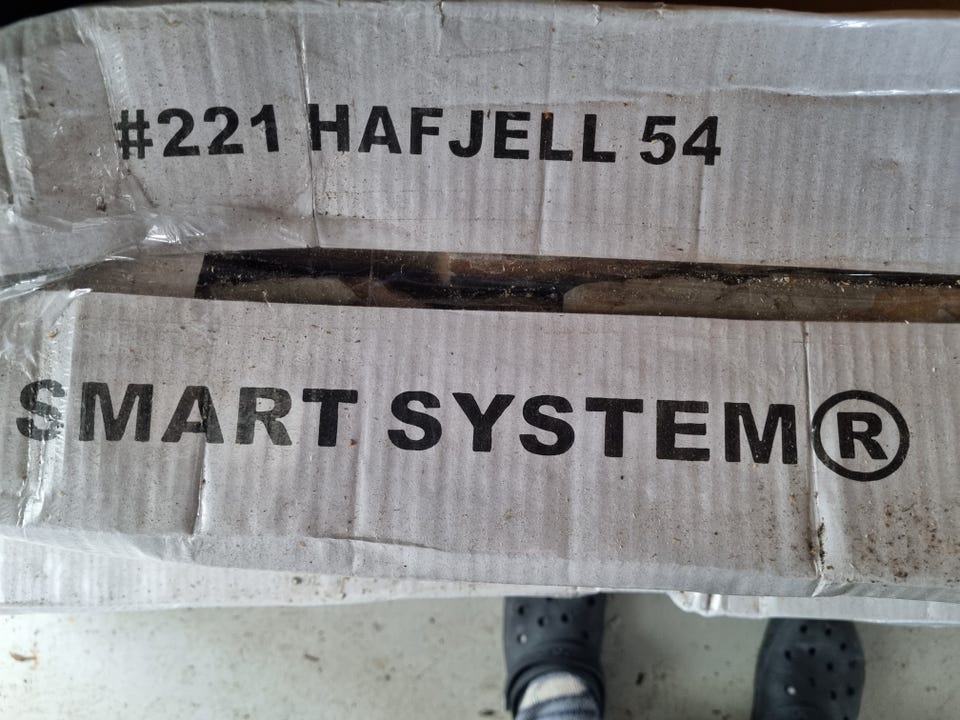 #221 HAFJELL 54
SMART SYSTEM®